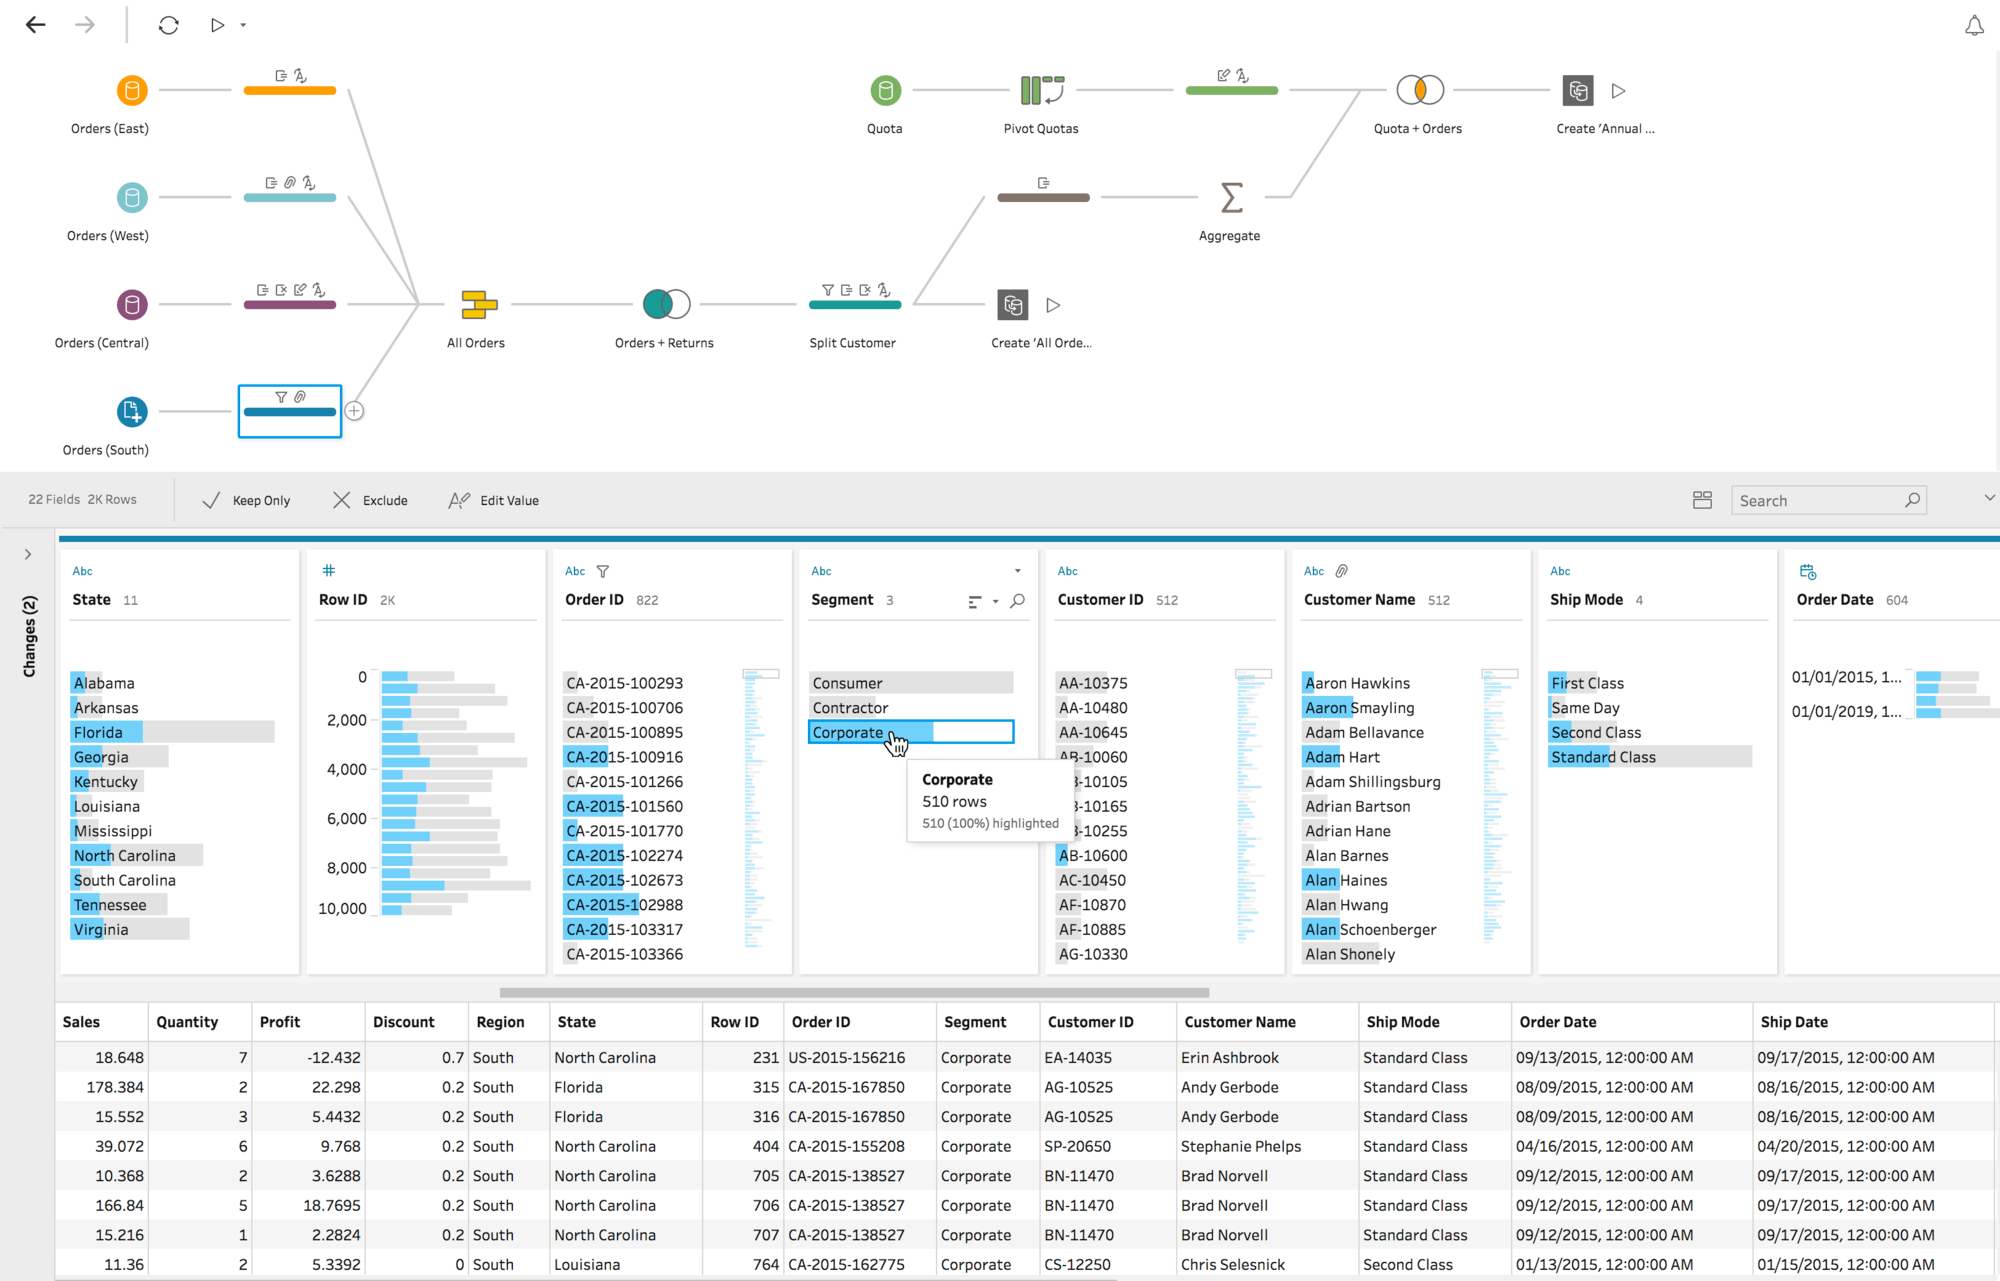 Orders (East)
Quota
Pivot Quotas
Quota + Orders
Create 'Annual ...
Orders (West)
Aggregate
Orders (Central)
All Orders
Orders + Returns
Split Customer
Create 'All Orde...
Orders (South)
22 Fields 2K Rows
Keep Only
Exclude
Edit Value
Search
Changes (2)
Abc
State 11
Alabama
Arkansas
Florida
Georgia
Kentucky
Louisiana
Mississippi
North Carolina
South Carolina
Tennessee
Virginia
#
Row ID 2K
0
2,000
4,000
6,000
8,000
10,000
Abc
Order ID 822
CA-2015-100293
CA-2015-100706
CA-2015-100895
CA-2015-100916
CA-2015-101266
CA-2015-101560
CA-2015-101770
CA-2015-102274
CA-2015-102673
CA-2015-102988
CA-2015-103317
CA-2015-103366
Abc
Segment 3
Consumer
Contractor
Corporate
Corporate
510 rows
510 (100%) highlighted
Abc
Customer ID 512
AA-10375
AA-10480
AA-10645
AB-10060
B-10105
B-10165
B-10255
AB-10600
AC-10450
AF-10870
AF-10885
AG-10330
Abc
Customer Name 512
Aaron Hawkins
Aaron Smayling
Adam Bellavance
Adam Hart
Adam Shillingsburg
Adrian Bartson
Adrian Hane
Alan Barnes
Alan Haines
Alan Hwang
Alan Schoenberger
Alan Shonely
Abc
Ship Mode 4
First Class
Same Day
Second Class
Standard Class
Order Date 604
01/01/2015, 1...
01/01/2019, 1...
Sales Quantity Profit Discount Region State Row ID Order ID Segment Customer ID Customer Name Ship Mode Order Date Ship Date
18.648 7 -12.432 0.7 South North Carolina 231 US-2015-156216 Corporate EA-14035 Erin Ashbrook Standard Class 09/13/2015, 12:00:00 AM 09/17/2015, 12:00:00 AM
178.384 2 22.298 0.2 South Florida 315 CA-2015-167850 Corporate AG-10525 Andy Gerbode Standard Class 08/09/2015, 12:00:00 AM 08/16/2015, 12:00:00 AM
15.552 3 5.4432 0.2 South Florida 316 CA-2015-167850 Corporate AG-10525 Andy Gerbode Standard Class 08/09/2015, 12:00:00 AM 08/16/2015, 12:00:00 AM
39.072 6 9.768 0.2 South North Carolina 404 CA-2015-155208 Corporate SP-20650 Stephanie Phelps Standard Class 04/16/2015, 12:00:00 AM 04/20/2015, 12:00:00 AM
10.368 2 3.6288 0.2 South North Carolina 705 CA-2015-138527 Corporate BN-11470 Brad Norvell Standard Class 09/12/2015, 12:00:00 AM 09/17/2015, 12:00:00 AM
166.84 5 18.7695 0.2 South North Carolina 706 CA-2015-138527 Corporate BN-11470 Brad Norvell Standard Class 09/12/2015, 12:00:00 AM 09/17/2015, 12:00:00 AM
15.216 1 2.2824 0.2 South North Carolina 707 CA-2015-138527 Corporate BN-11470 Brad Norvell Standard Class 09/12/2015, 12:00:00 AM 09/17/2015, 12:00:00 AM
11.36 2 5.3392 0 South Louisiana 764 CA-2015-162775 Corporate CS-12250 Chris Selesnick Second Class 01/13/2015, 12:00:00 AM 01/15/2015, 12:00:00 AM